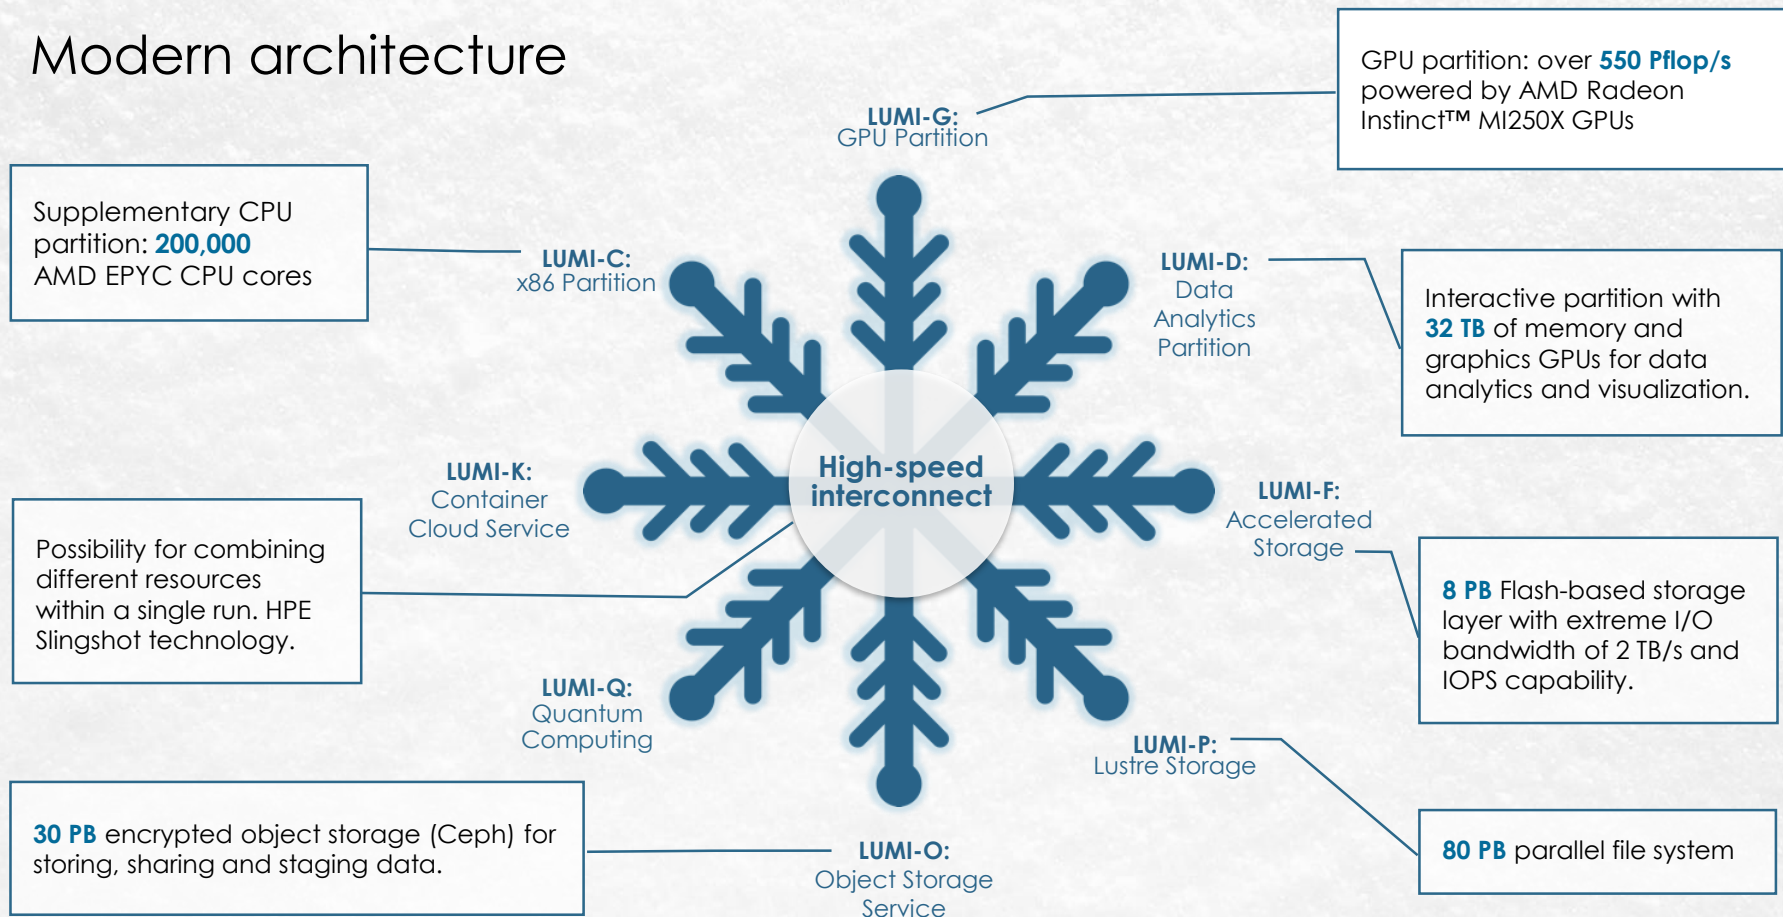 Modern architecture
GPU partition: over 550 Pflop/s
powered by AMD Radeon
Instinct™ MI250X GPUs
LUMI-G:
GPU Partition
Supplementary CPU
partition: 200,000
AMD EPYC CPU cores
LUMI-C:
x86 Partition
LUMI-D:
Data
Analytics
Partition
Interactive partition with
32 TB of memory and
graphics GPUs for data
analytics and visualization.
High-speed
interconnect
LUMI-K:
Container
Cloud Service
LUMI-F:
Accelerated
Storage
Possibility for combining
different resources
within a single run. HPE
Slingshot technology.
8 PB Flash-based storage
layer with extreme I/O
bandwidth of 2 TB/s and
IOPS capability.
LUMI-Q:
Quantum
Computing
LUMI-P:
Lustre Storage
30 PB encrypted object storage (Ceph) for
storing, sharing and staging data.
LUMI-O:
Object Storage
Service
80 PB parallel file system